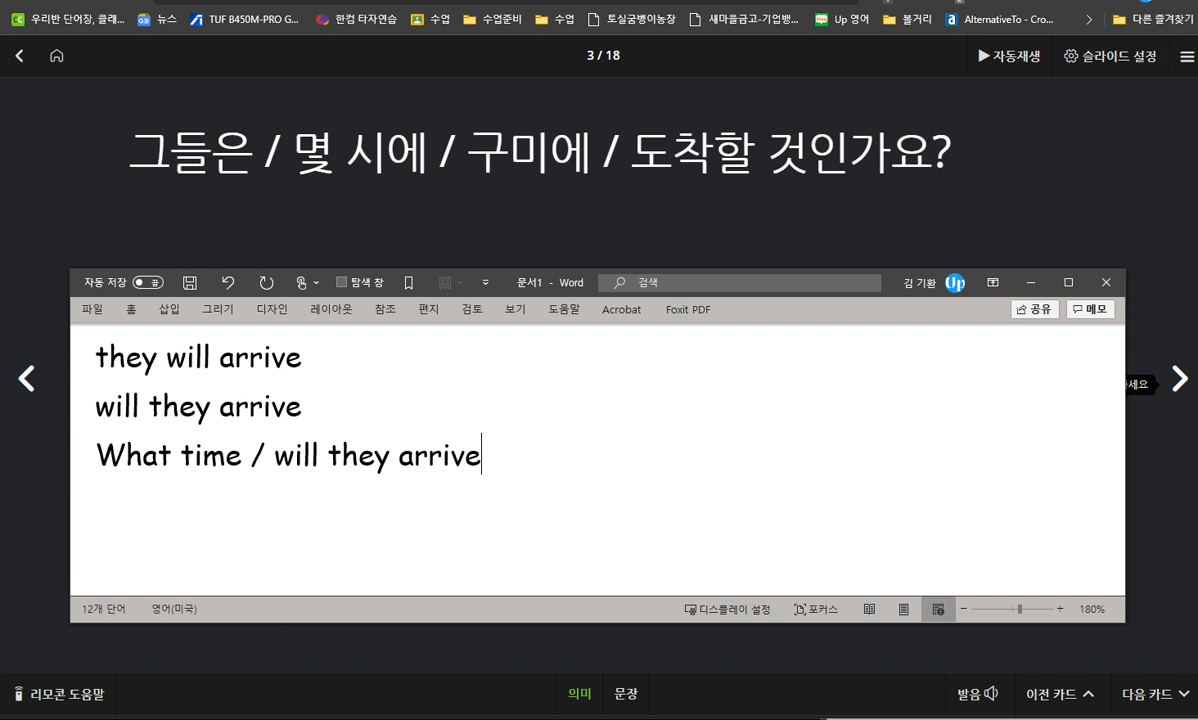 우리반 단어장, 클래... 뉴스 TUF B450M-PRO G... 한컴 타자연습 수업 수업준비 수업 토실굼벵이농장 새마을금고-기업뱅... Up 영어 볼거리 AlternativeTo - Cro... 다른 즐겨찾기
3 / 18 자동재생 슬라이드 설정
그들은 / 몇 시에 / 구미에 / 도착할 것인가요?
자동 저장 끔 탐색 창 문서1 - Word 검색 김 기환 Up
파일 홈 삽입 그리기 디자인 레이아웃 참조 편지 검토 보기 도움말 Acrobat Foxit PDF 공유 메모
they will arrive
will they arrive
세요
What time / will they arrive
12개 단어 영어(미국) 디스플레이 설정 포커스 180%
리모콘 도움말 의미 문장 발음 이전 카드 다음 카드